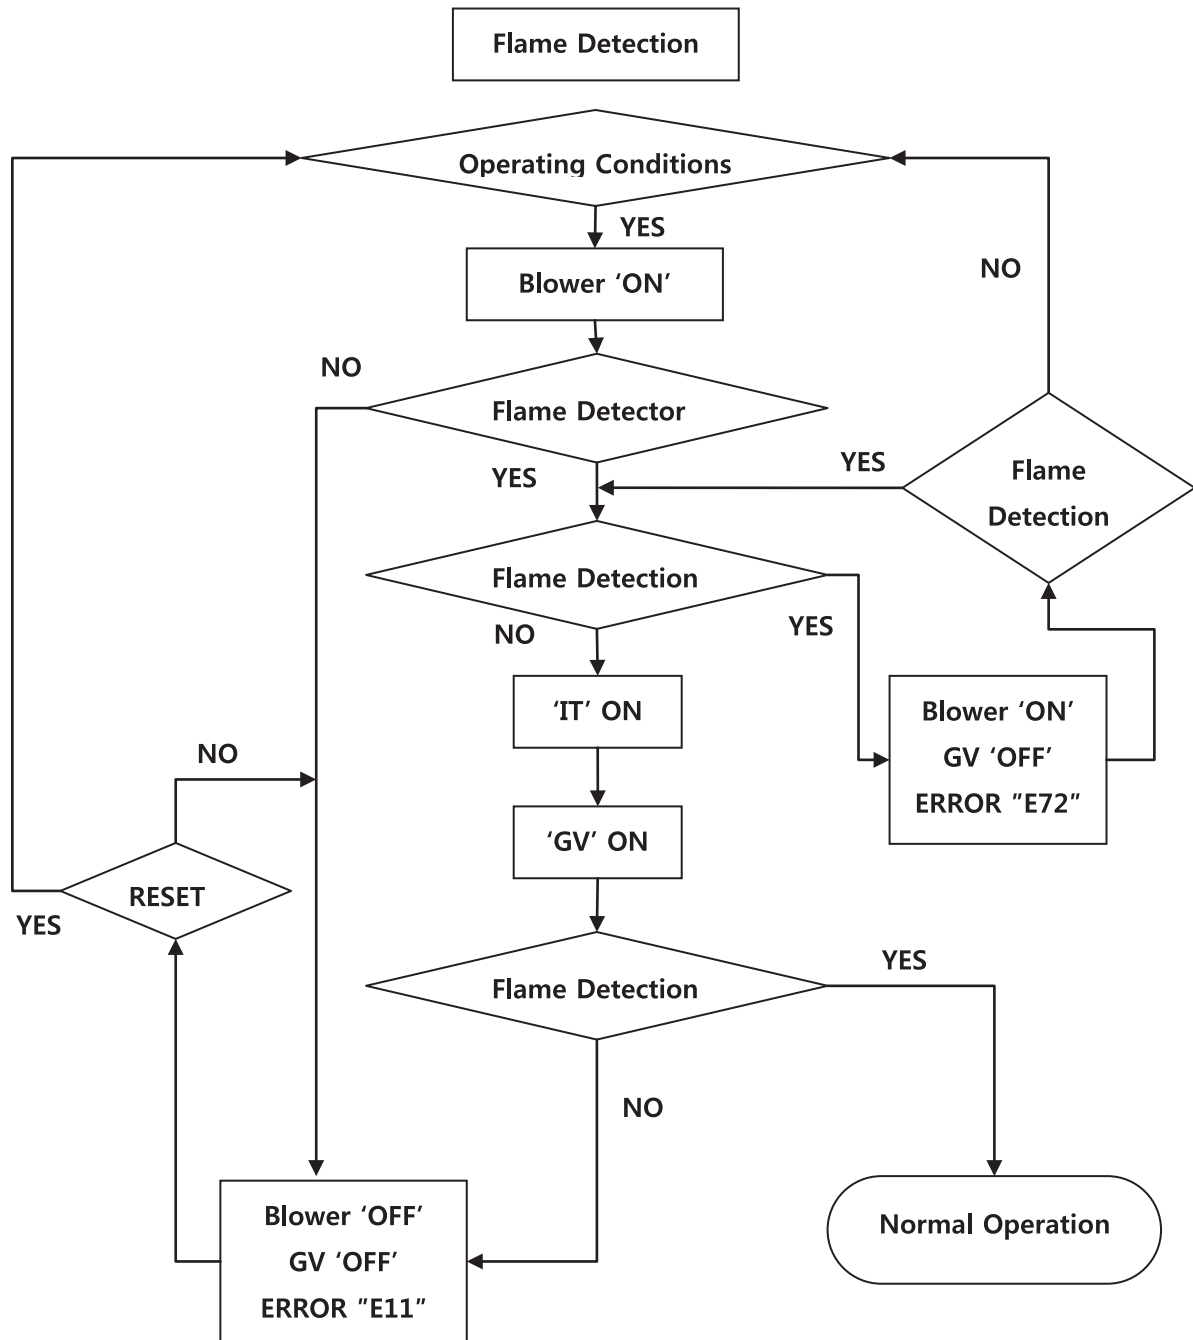 Flame Detection
Operating Conditions
YES
Blower ‘ON’
NO
NO
Flame Detector
YES
YES
Flame
Detection
Flame Detection
NO
YES
‘IT’ ON
Blower ‘ON’
GV ‘OFF’
ERROR ”E72”
NO
‘GV’ ON
RESET
YES
Flame Detection
YES
NO
Blower ‘OFF’
GV ‘OFF’
ERROR ”E11”
Normal Operation